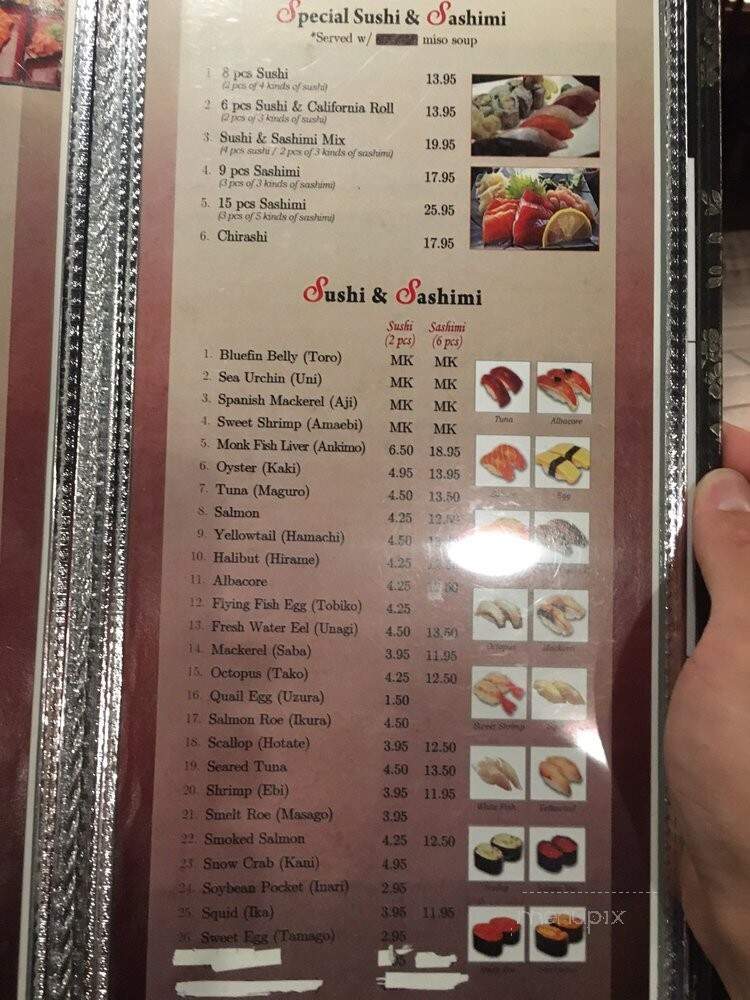 Special Sushi & Sashimi
*Served w/ miso soup
1. 8 pcs Sushi 13.95
(2 pcs of 4 kinds of sushi)
2. 6 pcs Sushi & California Roll 13.95
(2 pcs of 3 kinds of sushi)
3. Sushi & Sashimi Mix 19.95
(4 pcs sushi / 2 pcs of 3 kinds of sashimi)
4. 9 pcs Sashimi 17.95
(3 pcs of 3 kinds of sashimi)
5. 15 pcs Sashimi 25.95
(3 pcs of 5 kinds of sashimi)
6. Chirashi 17.95
Sushi & Sashimi
Sushi Sashimi
(2 pcs) (6 pcs)
1. Bluefin Belly (Toro) MK MK
2. Sea Urchin (Uni) MK MK
3. Spanish Mackerel (Aji) MK MK
4. Sweet Shrimp (Amaebi) MK MK
5. Monk Fish Liver (Ankimo) 6.50 18.95
6. Oyster (Kaki) 4.95 13.95
7. Tuna (Maguro) 4.50 13.50
8. Salmon 4.25 12.50
9. Yellowtail (Hamachi) 4.50
10. Halibut (Hirame) 4.25
11. Albacore 4.25 12.50
12. Flying Fish Egg (Tobiko) 4.25
13. Fresh Water Eel (Unagi) 4.50 13.50
14. Mackerel (Saba) 3.95 11.95
15. Octopus (Tako) 4.25 12.50
16. Quail Egg (Uzura) 1.50
17. Salmon Roe (Ikura) 4.50
18. Scallop (Hotate) 3.95 12.50
19. Seared Tuna 4.50 13.50
20. Shrimp (Ebi) 3.95 11.95
21. Smelt Roe (Masago) 3.95
22. Smoked Salmon 4.25 12.50
23. Snow Crab (Kani) 4.95
24. Soybean Pocket (Inari) 2.95
25. Squid (Ika) 3.95 11.95
26. Sweet Egg (Tamago) 2.95
Tuna Albacore
Egg
Octopus Mackerel
Sweet Shrimp
White Fish Yellowtail
menupix